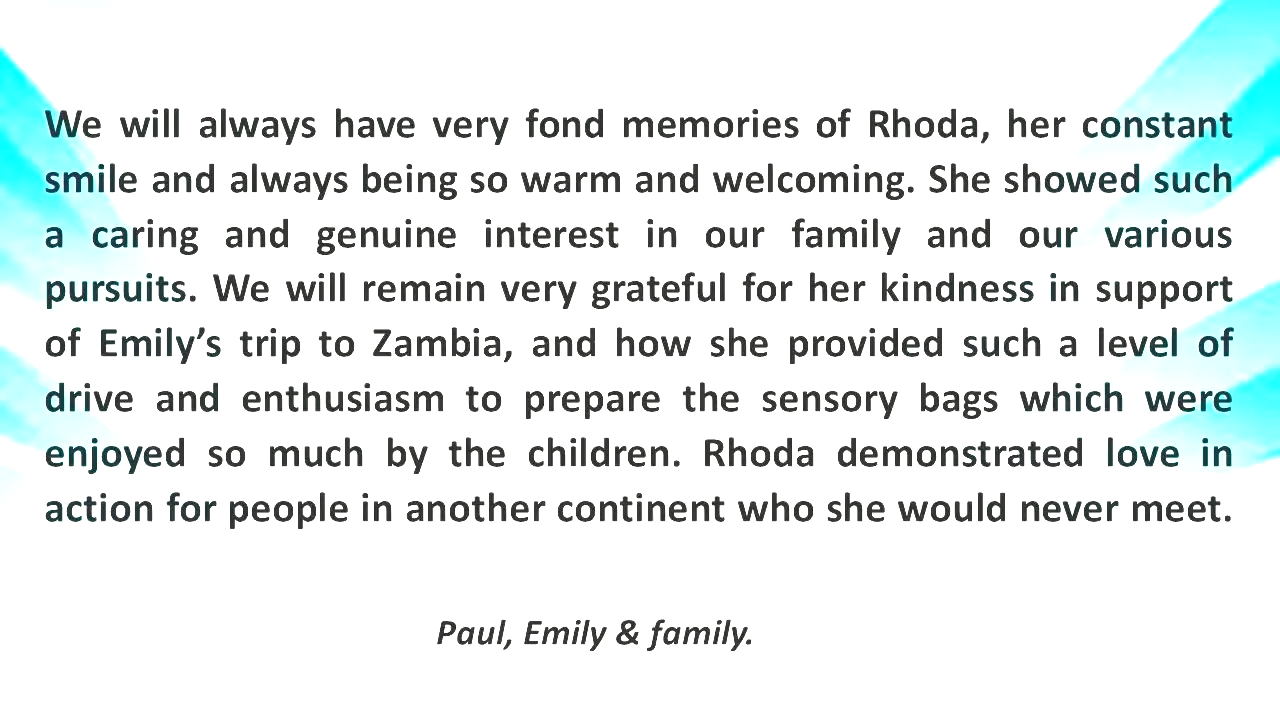 We will always have very fond memories of Rhoda, her constant
smile and always being so warm and welcoming. She showed such
a caring and genuine interest in our family and our various
pursuits. We will remain very grateful for her kindness in support
of Emily’s trip to Zambia, and how she provided such a level of
drive and enthusiasm to prepare the sensory bags which were
enjoyed so much by the children. Rhoda demonstrated love in
action for people in another continent who she would never meet.
Paul, Emily & family.